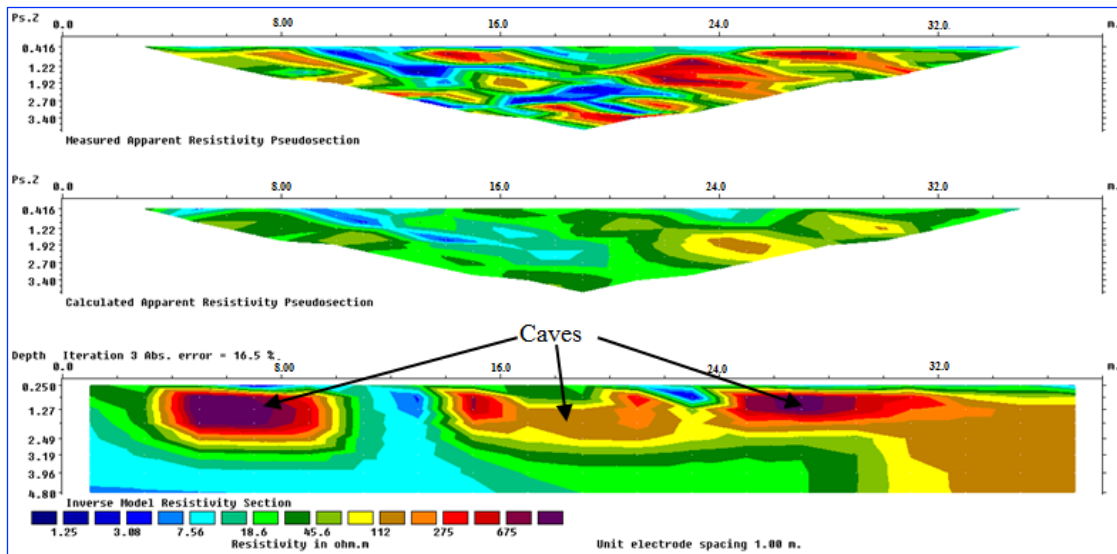 Ps.Z 0.0 8.00 16.0 24.0 32.0 m.
0.416
1.22
1.92
2.70
3.40
Measured Apparent Resistivity Pseudosection
Ps.Z 0.0 8.00 16.0 24.0 32.0 m.
0.416
1.22
1.92
2.70
3.40
Calculated Apparent Resistivity Pseudosection
Caves
Depth Iteration 3 Abs. error = 16.5 %.
0.0 8.00 16.0 24.0 32.0 m.
0.250
1.27
2.49
3.19
3.96
4.80
Inverse Model Resistivity Section
1.25 3.08 7.56 18.6 45.6 112 275 675
Resistivity in ohm.m Unit electrode spacing 1.00 m.